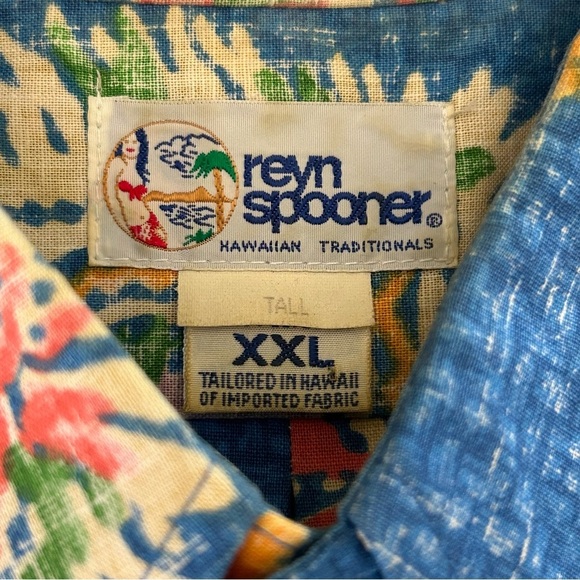 reyn
spooner®
HAWAIIAN TRADITIONALS
TALL
XXL
TAILORED IN HAWAII
OF IMPORTED FABRIC